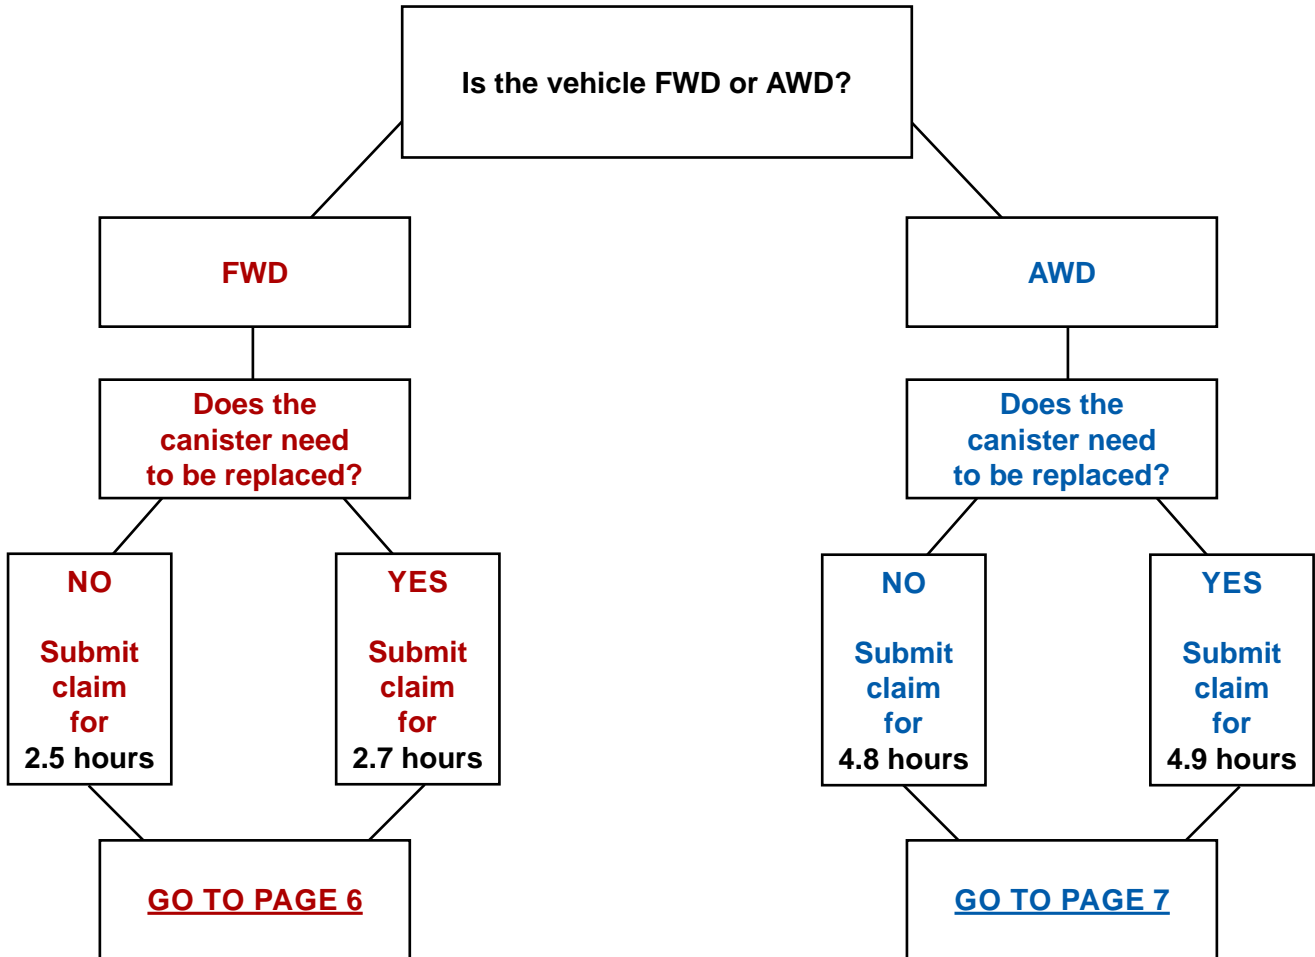 Is the vehicle FWD or AWD?
FWD
AWD
Does the
canister need
to be replaced?
Does the
canister need
to be replaced?
NO
Submit
claim
for
2.5 hours
YES
Submit
claim
for
2.7 hours
NO
Submit
claim
for
4.8 hours
YES
Submit
claim
for
4.9 hours
GO TO PAGE 6
GO TO PAGE 7